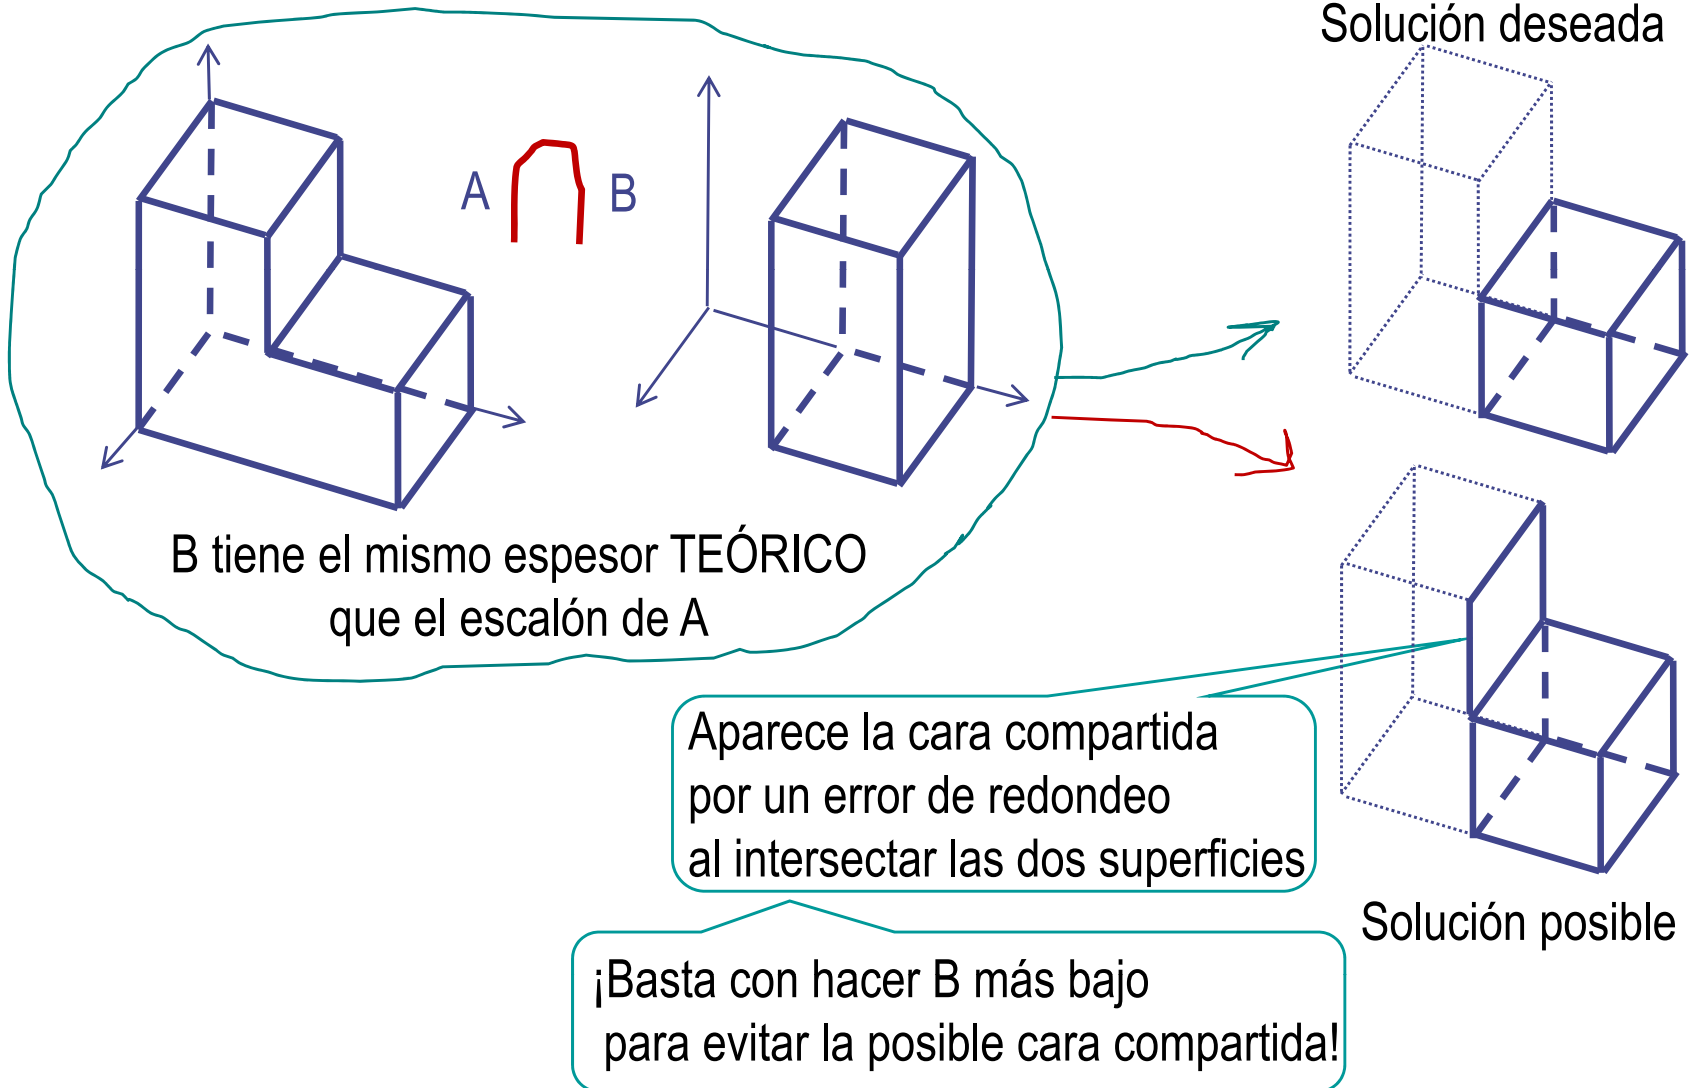 Solución deseada
A
B
B tiene el mismo espesor TEÓRICO
que el escalón de A
Aparece la cara compartida
por un error de redondeo
al intersectar las dos superficies
Solución posible
¡Basta con hacer B más bajo
para evitar la posible cara compartida!